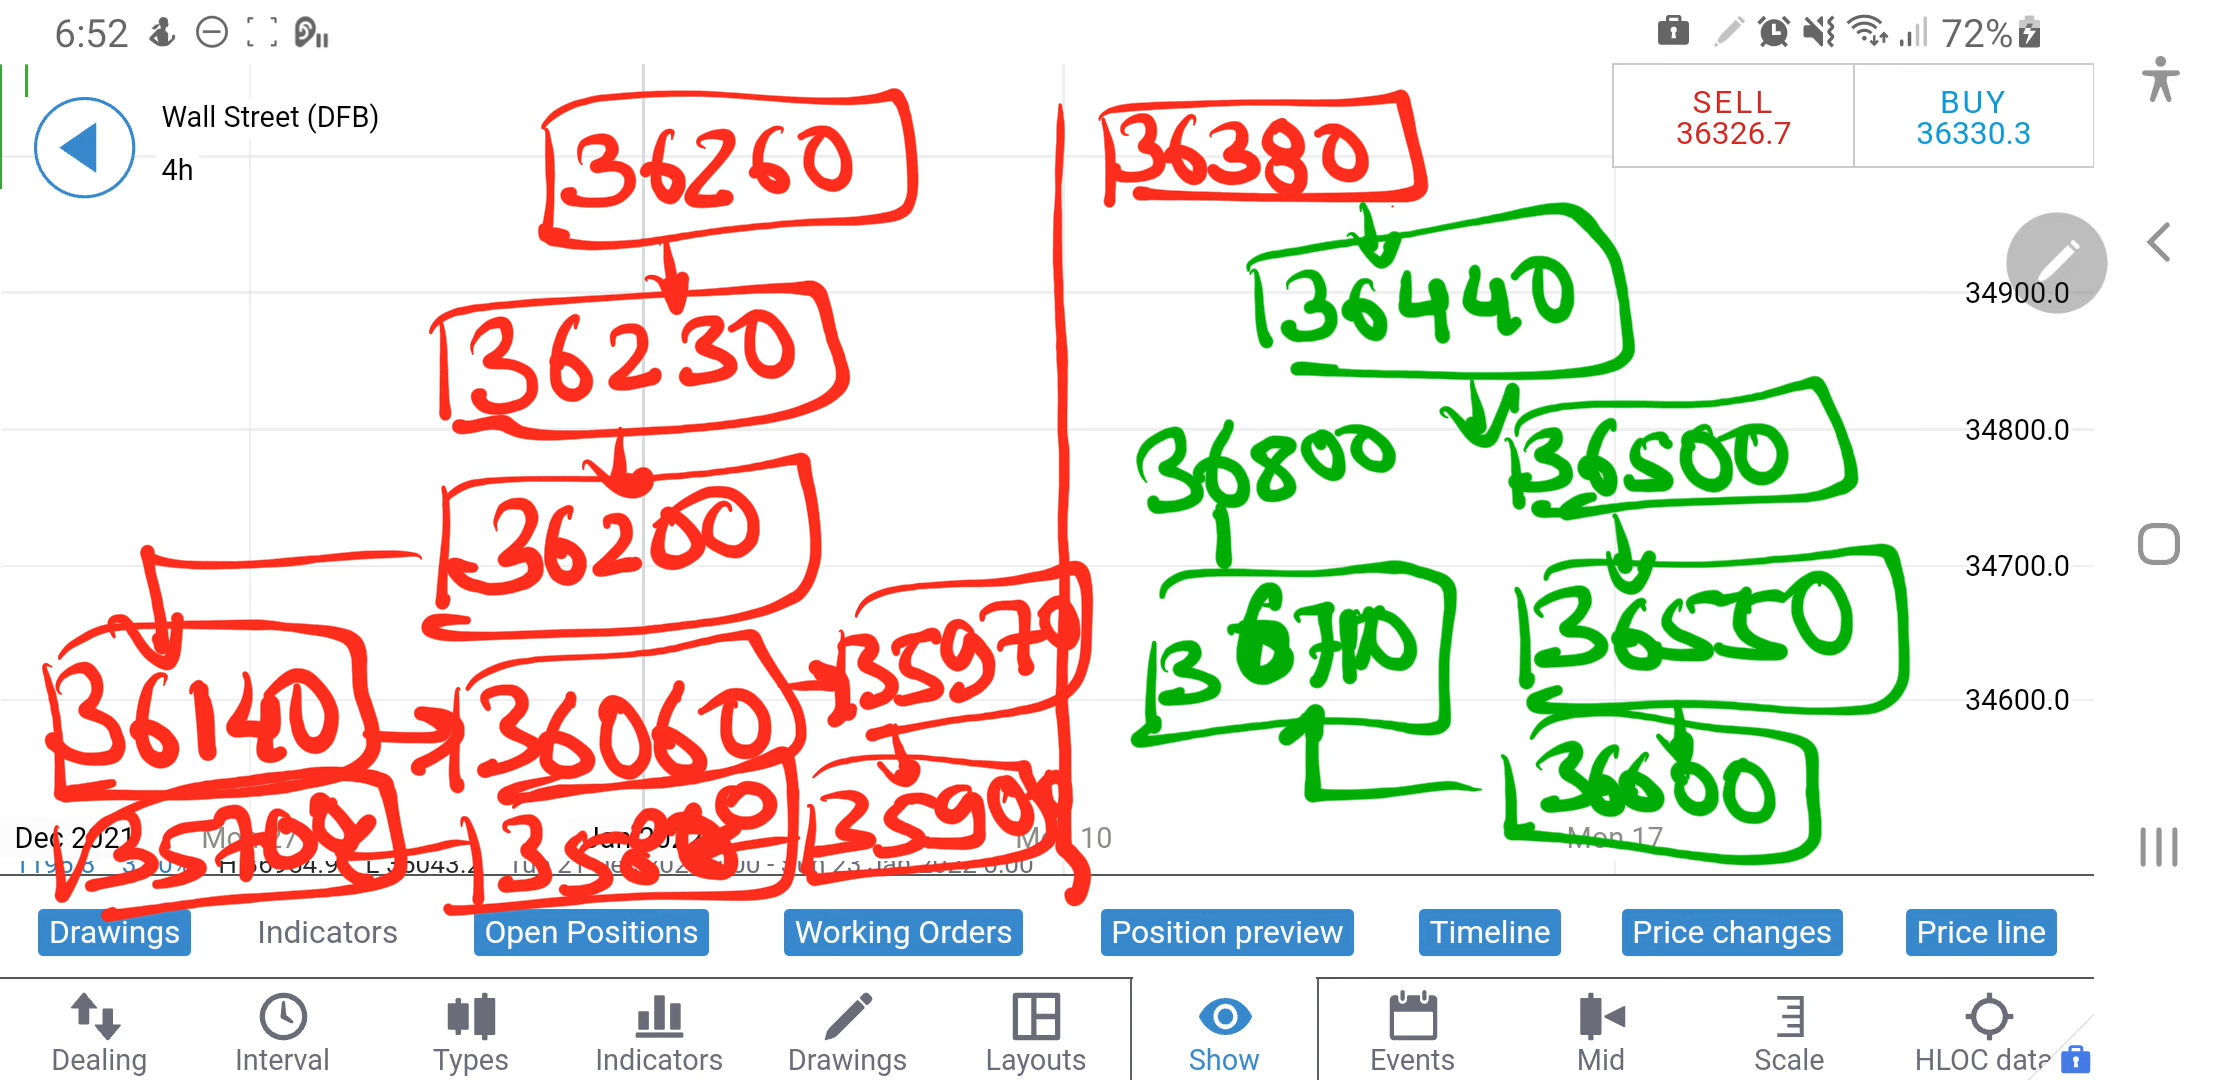 6:52
72%
Wall Street (DFB)
4h
SELL
36326.7
BUY
36330.3
36260
36380
36230
36440
36200
36800
36500
36140
36060
35970
36700
36550
35900
36600
34900.0
34800.0
34700.0
34600.0
Dec 2021
10
Mon 17
Drawings
Indicators
Open Positions
Working Orders
Position preview
Timeline
Price changes
Price line
Dealing
Interval
Types
Indicators
Drawings
Layouts
Show
Events
Mid
Scale
HLOC data